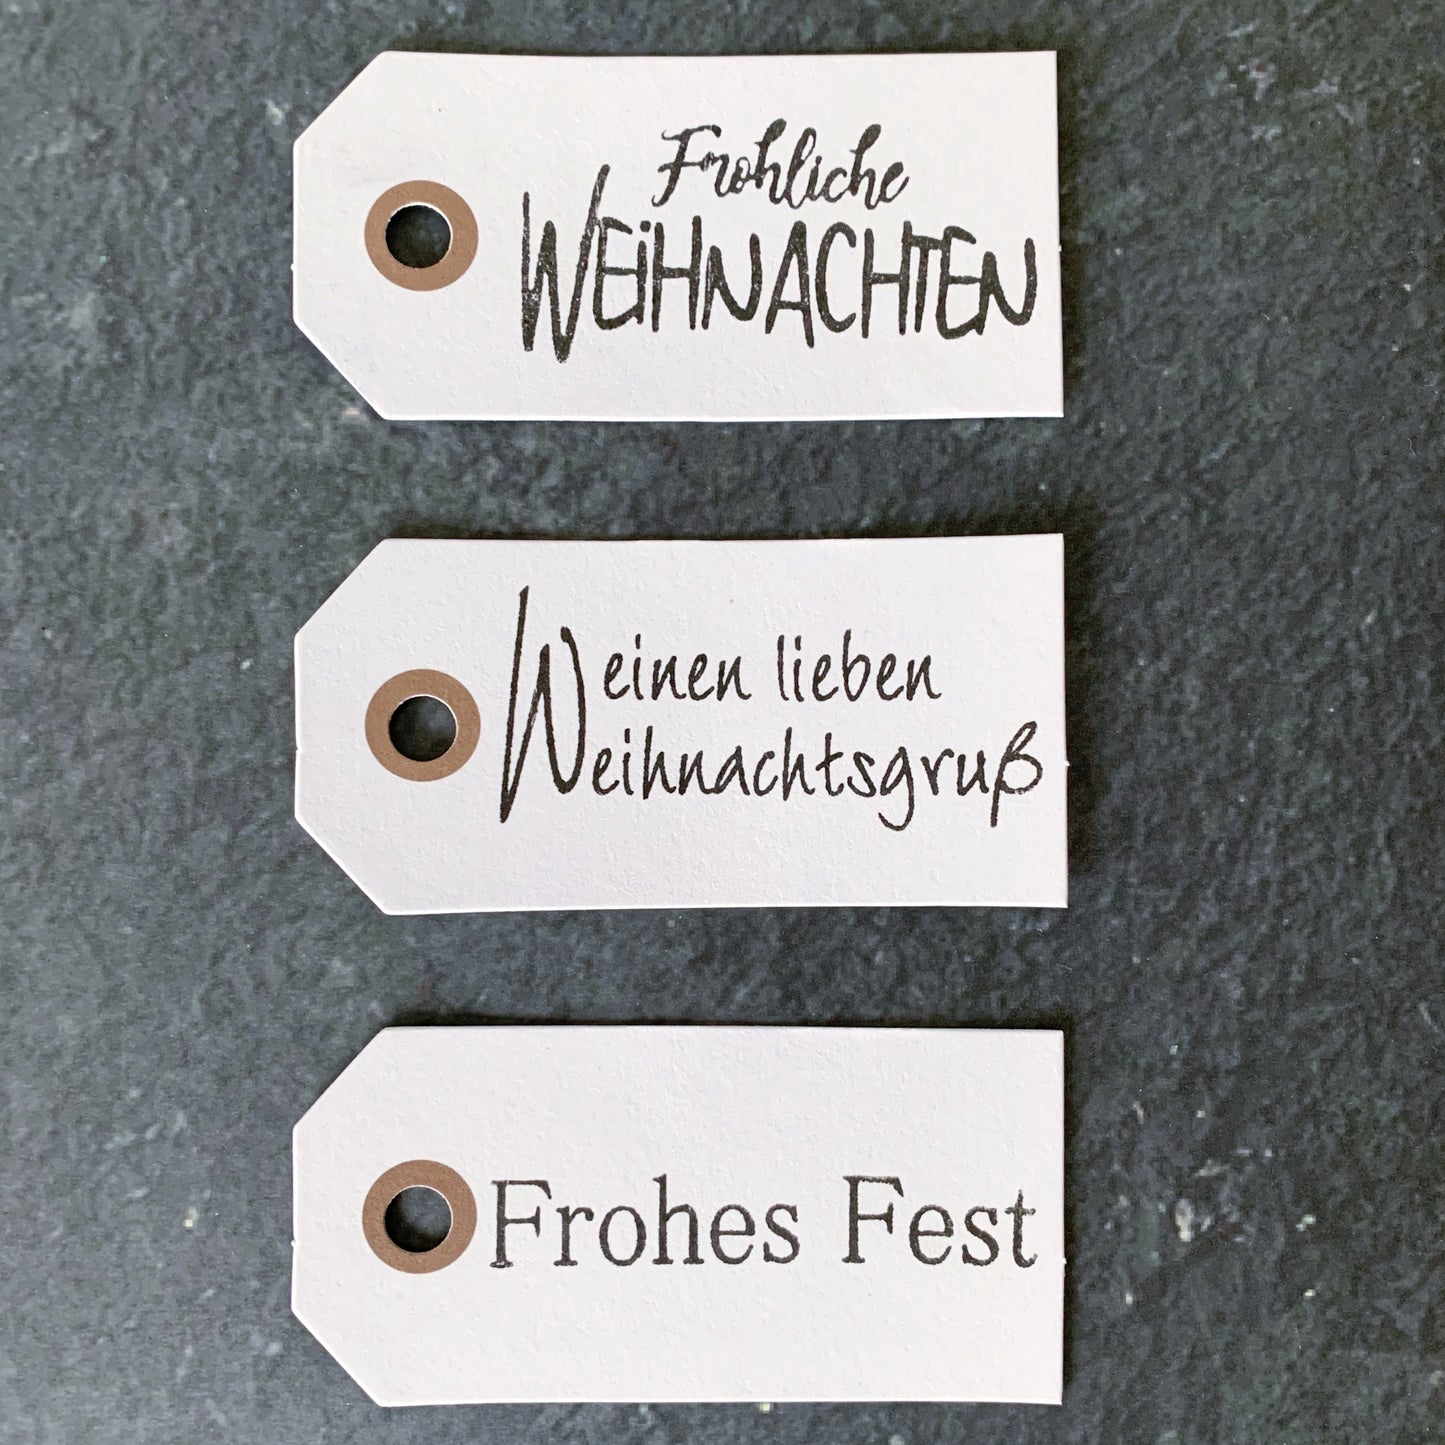 Frohliche
WEiHNACHTEN
einen lieben
Weihnachtsgruß
Frohes Fest